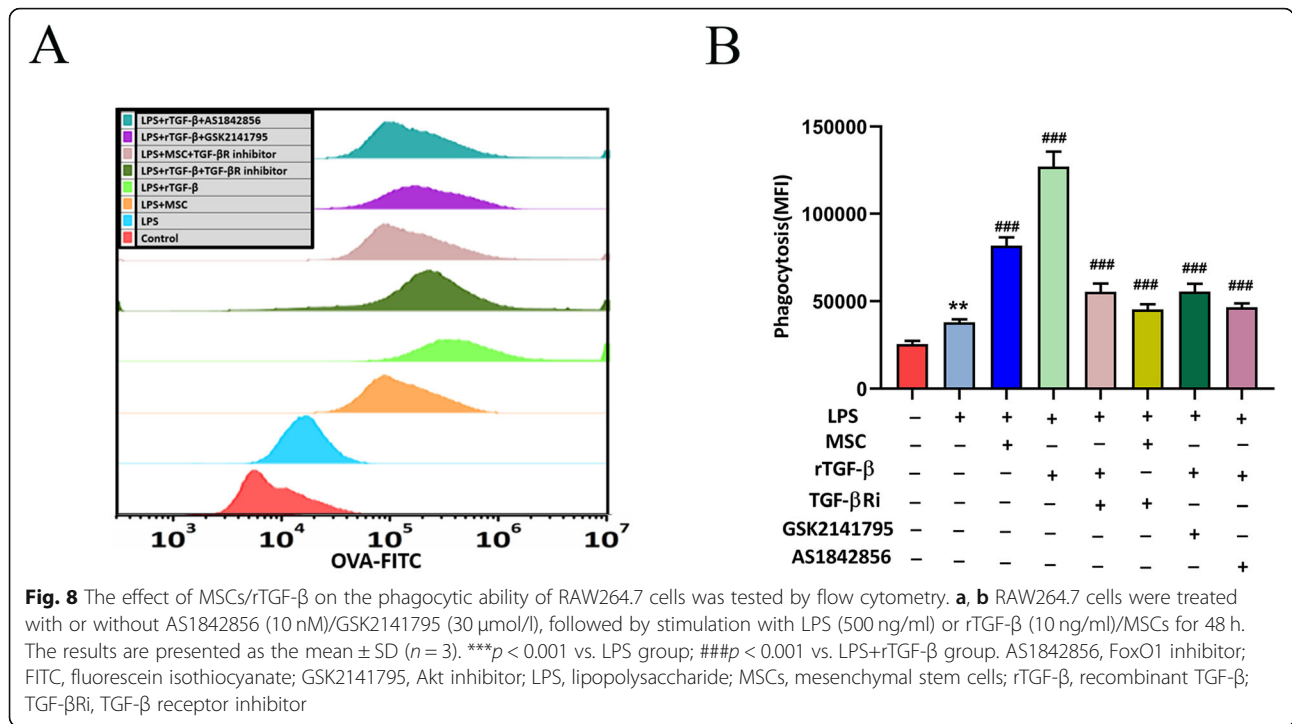 A
LPS+rTGF-β+AS1842856
LPS+rTGF-β+GSK2141795
LPS+MSC+TGF-βR inhibitor
LPS+rTGF-β+TGF-βR inhibitor
LPS+rTGF-β
LPS+MSC
LPS
Control
10³ 10⁴ 10⁵ 10⁶ 10⁷
OVA-FITC
B
Phagocytosis(MFI)
150000
100000
50000
0
** ### ### ### ### ### ###
LPS – + + + + + + +
MSC – – + – – + – –
rTGF-β – – – + + – + +
TGF-βRi – – – – + + – –
GSK2141795 – – – – – – + –
AS1842856 – – – – – – – +
Fig. 8 The effect of MSCs/rTGF-β on the phagocytic ability of RAW264.7 cells was tested by flow cytometry. a, b RAW264.7 cells were treated
with or without AS1842856 (10 nM)/GSK2141795 (30 μmol/l), followed by stimulation with LPS (500 ng/ml) or rTGF-β (10 ng/ml)/MSCs for 48 h.
The results are presented as the mean ± SD (n = 3). ***p < 0.001 vs. LPS group; ###p < 0.001 vs. LPS+rTGF-β group. AS1842856, FoxO1 inhibitor;
FITC, fluorescein isothiocyanate; GSK2141795, Akt inhibitor; LPS, lipopolysaccharide; MSCs, mesenchymal stem cells; rTGF-β, recombinant TGF-β;
TGF-βRi, TGF-β receptor inhibitor